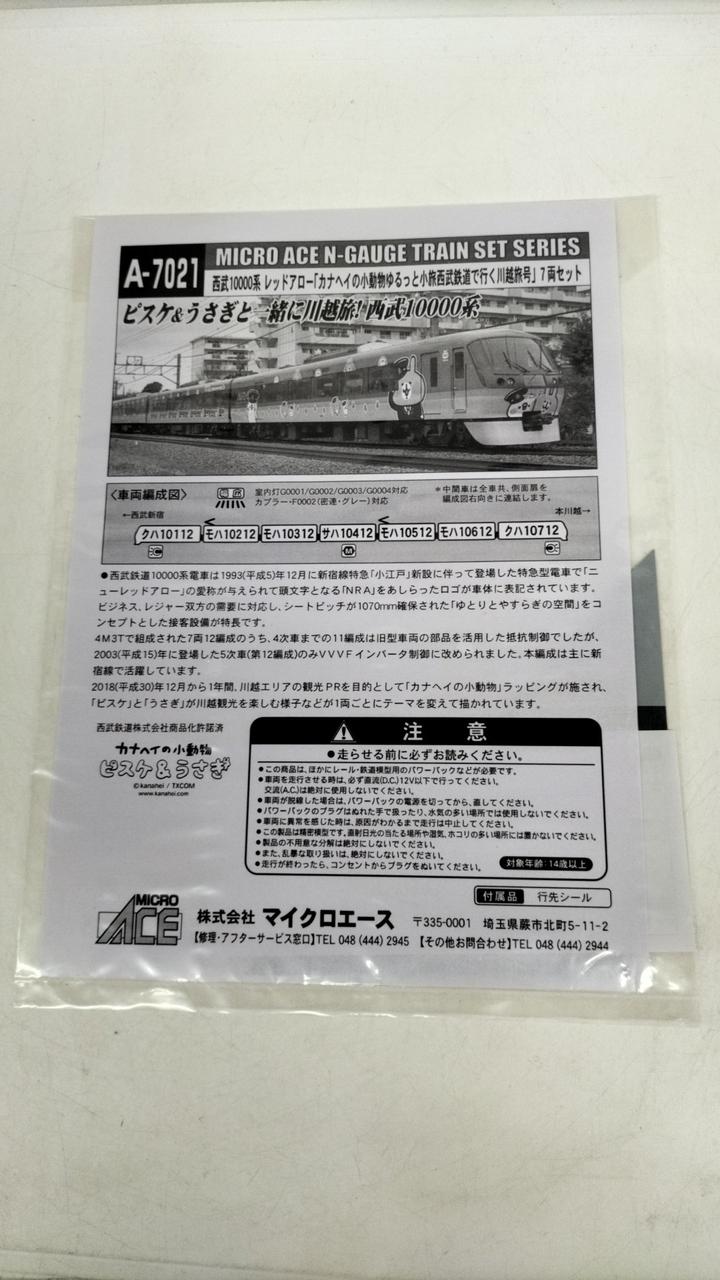 A-7021
MICRO ACE N-GAUGE TRAIN SET SERIES
西武10000系 レッドアロー「カナヘイの小動物ゆるっと小旅西武鉄道で行く川越旅号」7両セット
ピスケ&うさぎと一緒に川越旅! 西武10000系
〈車両編成図〉
室内灯G0001/G0002/G0003/G0004対応
カプラー・F0002(密連・グレー)対応
＊中間車は全車共、側面扉を
編成図右向きに連結します。
←西武新宿
本川越→
クハ10112 モハ10212 モハ10312 サハ10412 モハ10512 モハ10612 クハ10712
M
●西武鉄道10000系電車は1993(平成5)年12月に新宿線特急「小江戸」新設に伴って登場した特急型電車で「ニ
ューレッドアロー」の愛称が与えられて頭文字となる「NRA」をあしらったロゴが車体に表記されています。
ビジネス、レジャー双方の需要に対応し、シートピッチが1070mm確保された「ゆとりとやすらぎの空間」をコ
ンセプトとした接客設備が特長です。
4M3Tで組成された7両12編成のうち、4次車までの11編成は旧型車両の部品を活用した抵抗制御でしたが、
2003(平成15)年に登場した5次車(第12編成)のみVVVFインバータ制御に改められました。本編成は主に新
宿線で活躍しています。
2018(平成30)年12月から1年間、川越エリアの観光PRを目的として「カナヘイの小動物」ラッピングが施され、
「ピスケ」と「うさぎ」が川越観光を楽しむ様子などが1両ごとにテーマを変えて描かれています。
西武鉄道株式会社商品化許諾済
カナヘイの小動物
ピスケ&うさぎ
©kanahei / TXCOM
www.kanahei.com
注意
●走らせる前に必ずお読みください。
●この商品は、ほかにレール・鉄道模型用のパワーパックなどが必要です。
●車両を走行させる時は、必ず直流(D.C.)12V以下で行ってください。
交流(A.C.)は絶対に使用しないでください。
●車両が脱線した場合は、パワーパックの電源を切ってから、直してください。
●パワーパックのプラグはぬれた手で扱ったり、水気の多い場所では使用しないでください。
●車両に異常を感じた時は、原因がわかるまで走行は中止してください。
●この製品は精密模型です。直射日光の当たる場所や湿気、ホコリの多い場所には置かないでください。
●製品の不用意な分解は絶対にしないでください。
●また、乱暴な取り扱いは、絶対にしないでください。
●走行が終わったら、コンセントからプラグをぬいてください。
対象年齢:14歳以上
付属品 行先シール
MICRO ACE
株式会社 マイクロエース 〒335-0001 埼玉県蕨市北町5-11-2
【修理・アフターサービス窓口】TEL 048 (444) 2945 【その他お問合わせ】TEL 048 (444) 2944